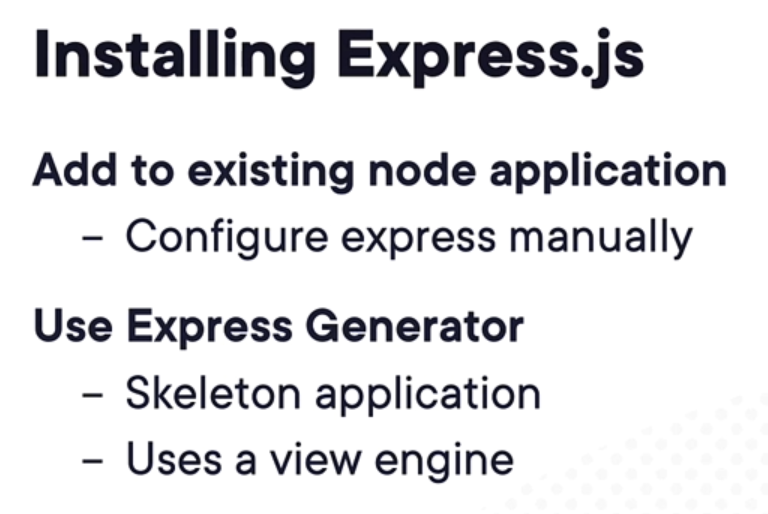 Installing Express.js
Add to existing node application
– Configure express manually
Use Express Generator
– Skeleton application
– Uses a view engine